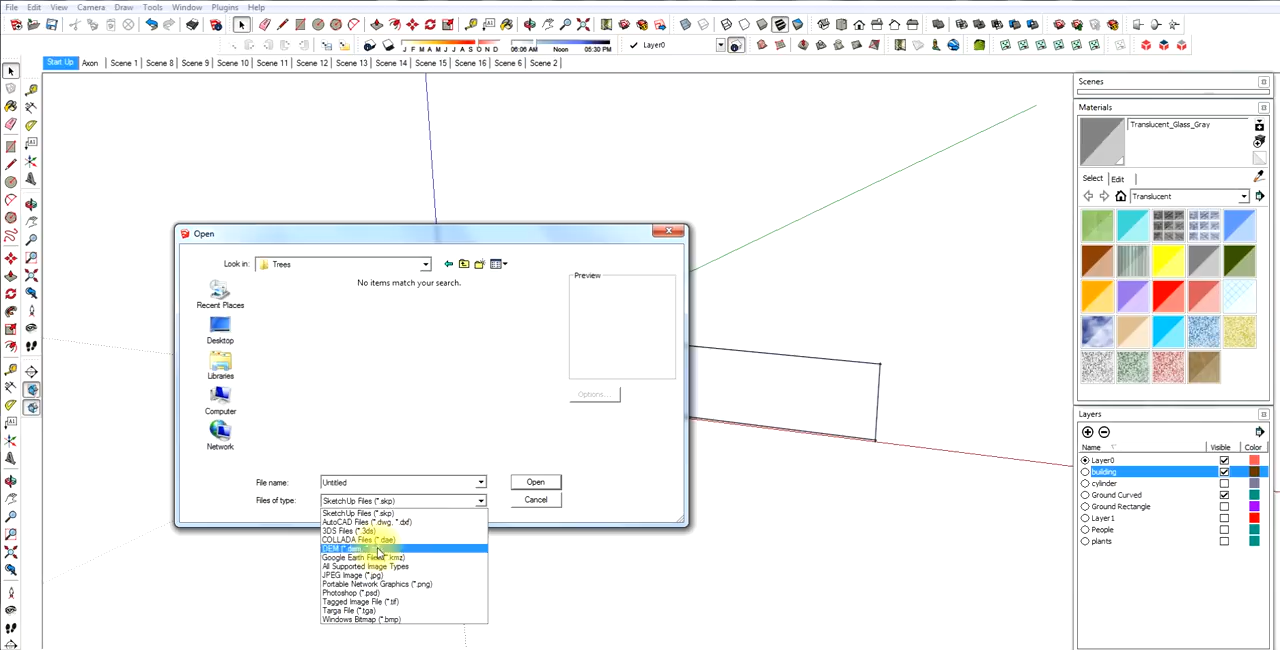 File Edit View Camera Draw Tools Window Plugins Help
J F M A M J J A S O N D 06:06 AM Noon 05:30 PM Layer0
Start Up Axon Scene 1 Scene 8 Scene 9 Scene 10 Scene 11 Scene 12 Scene 13 Scene 14 Scene 15 Scene 16 Scene 6 Scene 2
Scenes
Materials
Translucent_Glass_Gray
Select Edit
Translucent
Open
Look in: Trees
No items match your search.
Preview
Recent Places
Desktop
Libraries
Computer
Network
Options...
File name: Untitled Open
Files of type: SketchUp Files (*.skp) Cancel
SketchUp Files (*.skp)
AutoCAD Files (*.dwg, *.dxf)
3DS Files (*.3ds)
COLLADA Files (*.dae)
DEM (*.dem,
Google Earth File (*.kmz)
All Supported Image Types
JPEG Image (*.jpg)
Portable Network Graphics (*.png)
Photoshop (*.psd)
Tagged Image File (*.tif)
Targa File (*.tga)
Windows Bitmap (*.bmp)
Layers
Name Visible Color
Layer0
building
cylinder
Ground Curved
Ground Rectangle
Layer1
People
plants